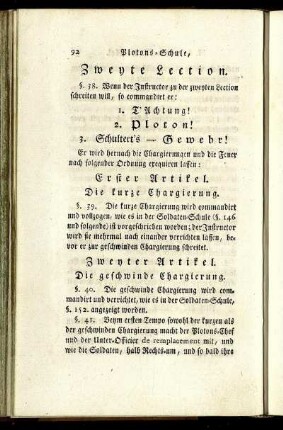 92 Plotons-Schule,
Zweyte Lection.
§. 38. Wenn der Instructor zu der zweyten Lection
schreiten will, so commandirt er:
1. T'Achtung!
2. Ploton!
3. Schultert's — Gewehr!
Er wird hernach die Chargierungen und die Feuer
nach folgender Ordnung exequiren lassen:
Erster Artikel.
Die kurze Chargierung.
§. 39. Die kurze Chargierung wird commandirt
und vollzogen, wie es in der Soldaten-Schule (§. 146
und folgende) ist vorgeschrieben worden; der Instructor
wird sie mehrmal nach einander verrichten lassen, be-
vor er zur geschwinden Chargierung schreitet.
Zweyter Artikel.
Die geschwinde Chargierung.
§. 40. Die geschwinde Chargierung wird com-
mandirt und verrichtet, wie es in der Soldaten-Schule,
§. 152. angezeigt worden.
§. 41. Beym ersten Tempo sowohl der kurzen als
der geschwinden Chargierung macht der Plotons-Chef
und der Unter-Officier de remplacement mit, und
wie die Soldaten, halb Rechts-um, und so bald ihre